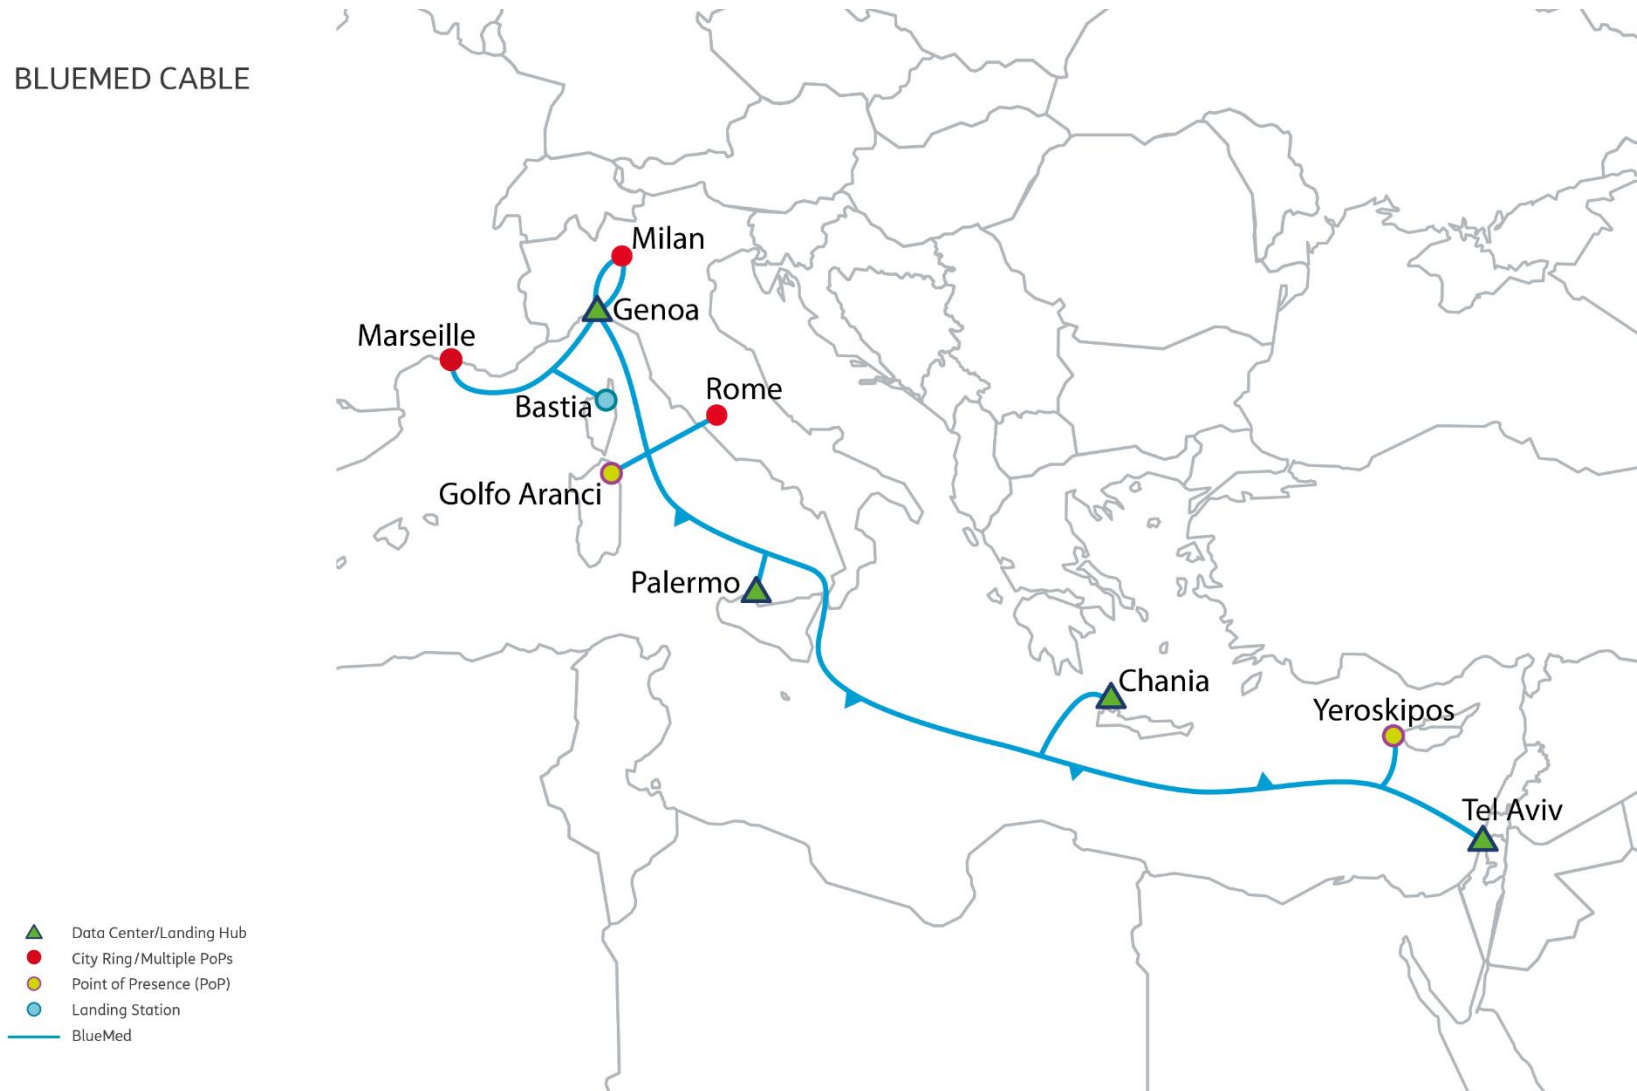 BLUEMED CABLE
Milan
Genoa
Marseille
Rome
Bastia
Golfo Aranci
Palermo
Chania
Yeroskipos
Tel Aviv
Data Center/Landing Hub
City Ring/Multiple PoPs
Point of Presence (PoP)
Landing Station
BlueMed